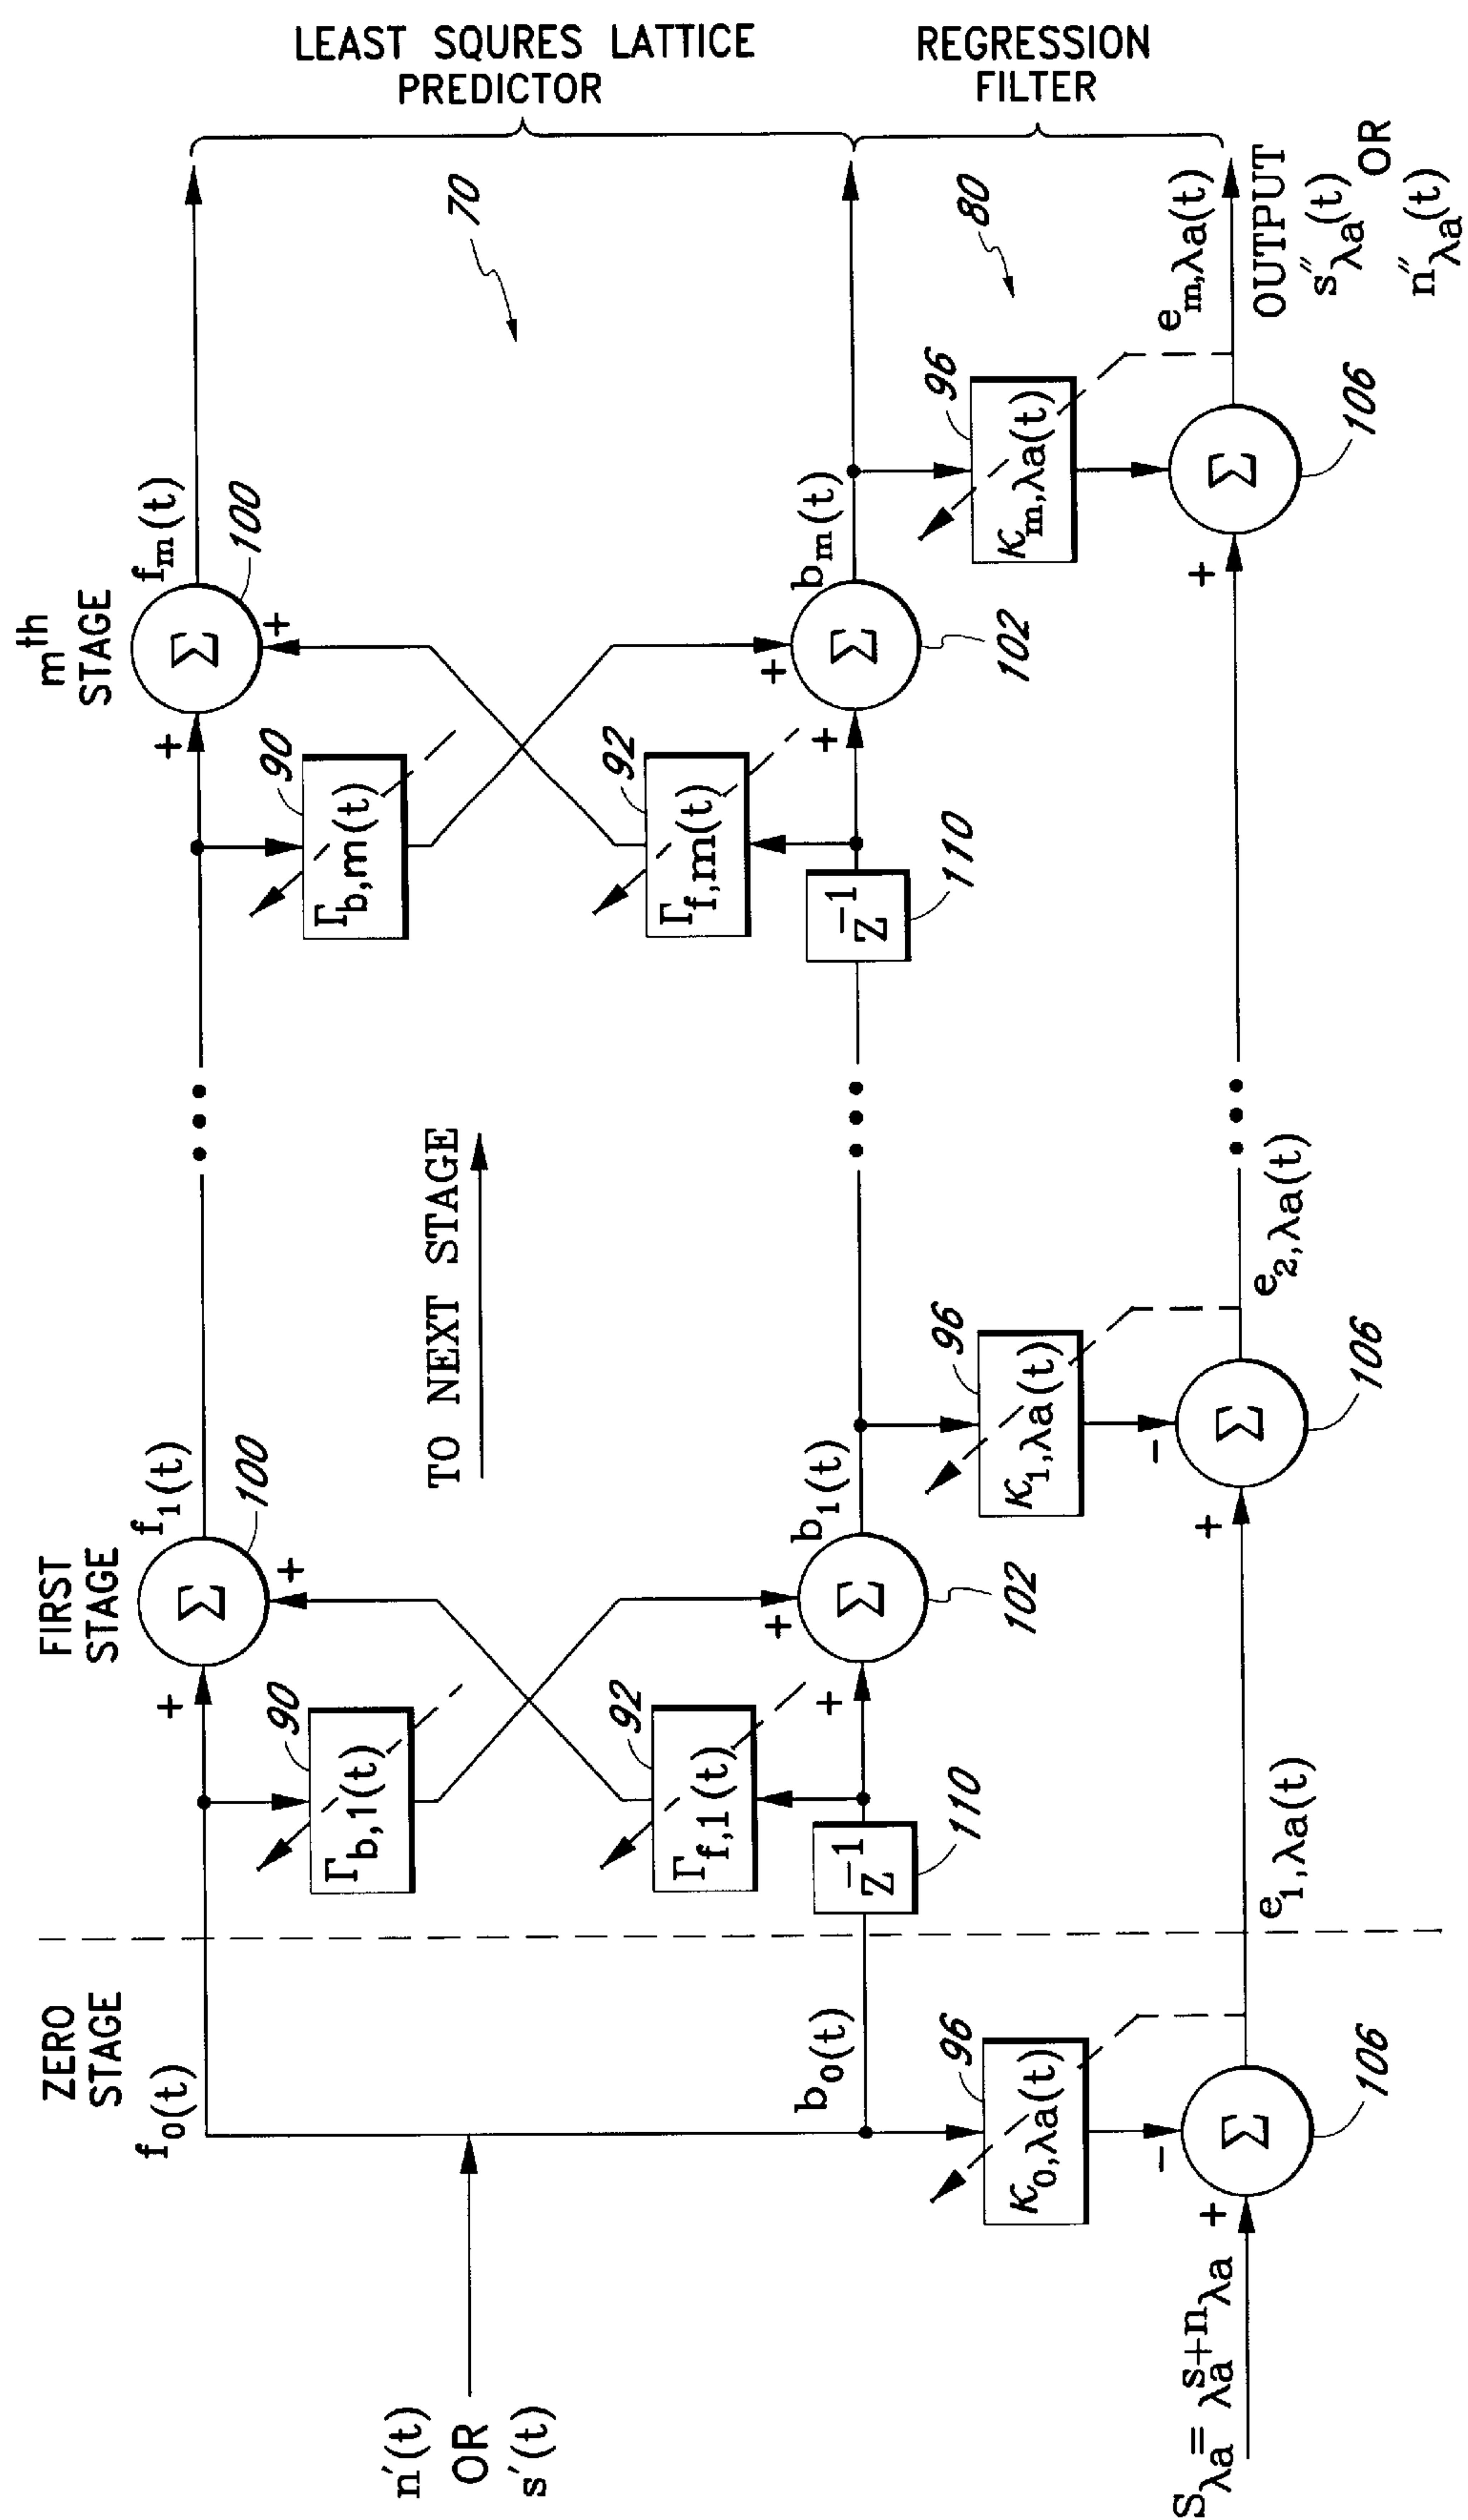 LEAST SQURES LATTICE
PREDICTOR
REGRESSION
FILTER
ZERO
STAGE
FIRST
STAGE
mth
STAGE
f0(t)
f1(t)
100
fm(t)
100
90
Γb,1(t)
90
Γb,m(t)
70
TO NEXT STAGE
n′(t)
OR
s′(t)
92
Γf,1(t)
92
Γf,m(t)
b0(t)
b1(t)
bm(t)
z−1
110
102
z−1
110
102
80
96
κ0,λa(t)
96
κ1,λa(t)
96
κm,λa(t)
Sλa=λas+nλa
106
e1,λa(t)
106
e2,λa(t)
106
em,λa(t)
OUTPUT
s″λa(t) OR
n″λa(t)
Σ
Σ
Σ
Σ
Σ
Σ
Σ
+
+
+
+
+
+
+
+
+
+
+
−
−